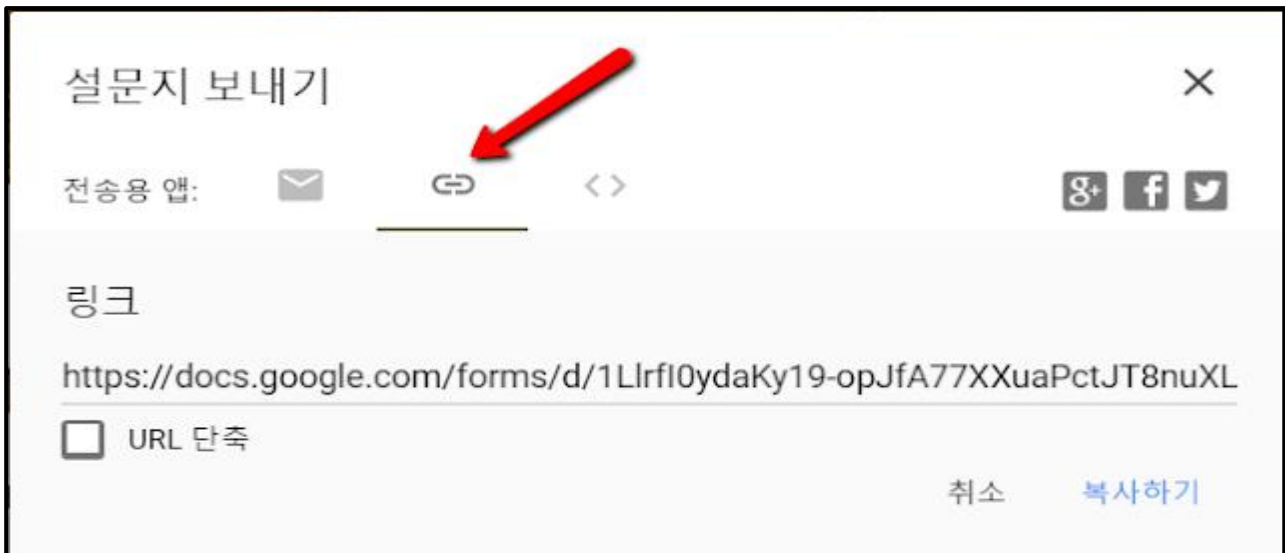 설문지 보내기
전송용 앱:
링크
https://docs.google.com/forms/d/1LlrfI0ydaKy19-opJfA77XXuaPctJT8nuXL
URL 단축
취소 복사하기